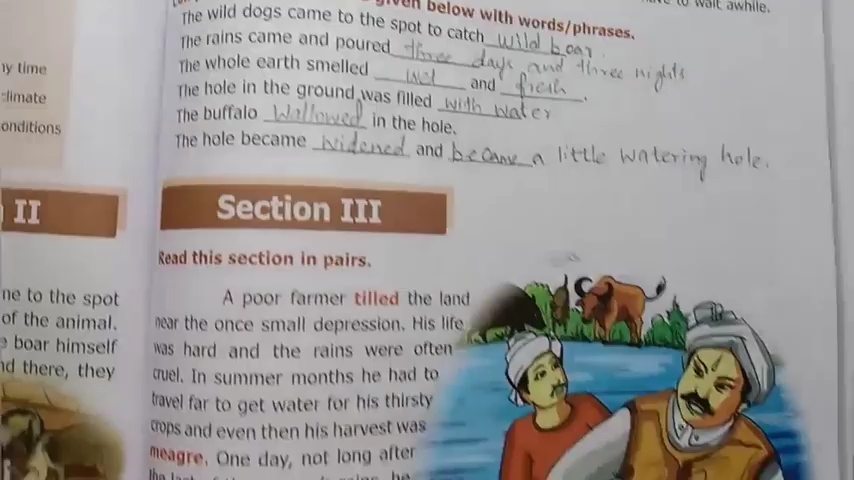 to wait awhile.
given below with words/phrases.
The wild dogs came to the spot to catch wild boar.
The rains came and poured three days and three nights
The whole earth smelled wet and fresh.
The hole in the ground was filled with water
The buffalo wallowed in the hole.
The hole became widened and became a little watering hole.
ny time
climate
onditions
II
ne to the spot
of the animal.
e boar himself
nd there, they
Section III
Read this section in pairs.
A poor farmer tilled the land
near the once small depression. His life
was hard and the rains were often
cruel. In summer months he had to
travel far to get water for his thirsty
crops and even then his harvest was
meagre. One day, not long after